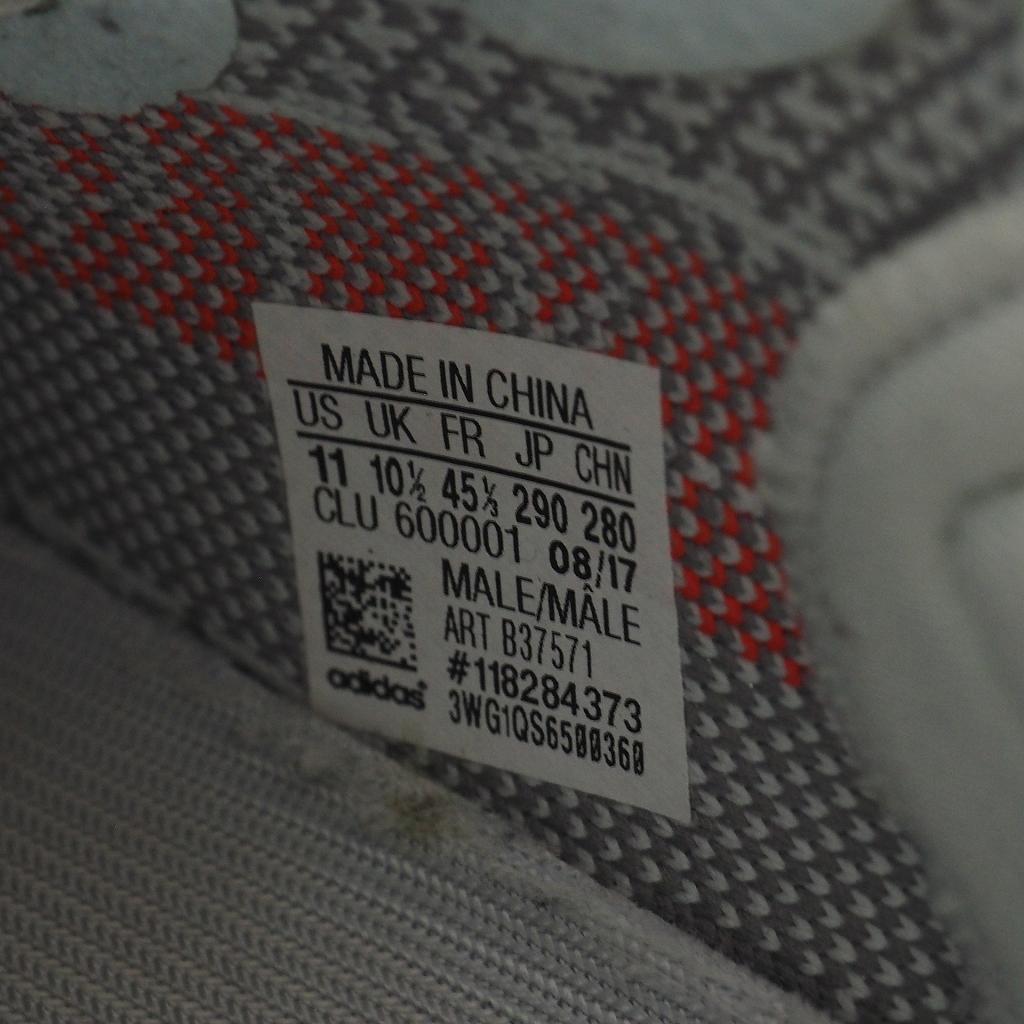 MADE IN CHINA
US UK FR JP CHN
11 10½ 45⅓ 290 280
CLU 600001 08/17
MALE/MÂLE
ART B37571
#118284373
adidas 3WG1QS6500360